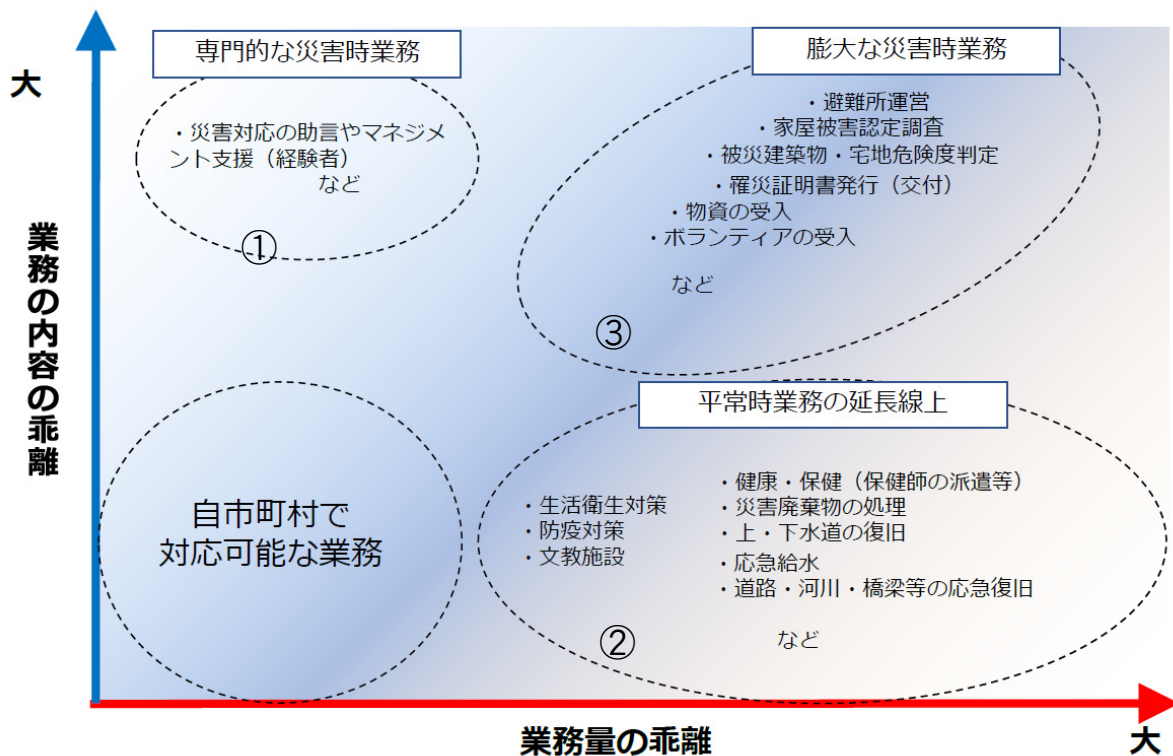 大
業務の内容の乖離
専門的な災害時業務
・災害対応の助言やマネジメ
ント支援（経験者）
など
①
膨大な災害時業務
・避難所運営
・家屋被害認定調査
・被災建築物・宅地危険度判定
・罹災証明書発行（交付）
・物資の受入
・ボランティアの受入
など
③
自市町村で
対応可能な業務
平常時業務の延長線上
・生活衛生対策
・防疫対策
・文教施設
・健康・保健（保健師の派遣等）
・災害廃棄物の処理
・上・下水道の復旧
・応急給水
・道路・河川・橋梁等の応急復旧
など
②
業務量の乖離
大